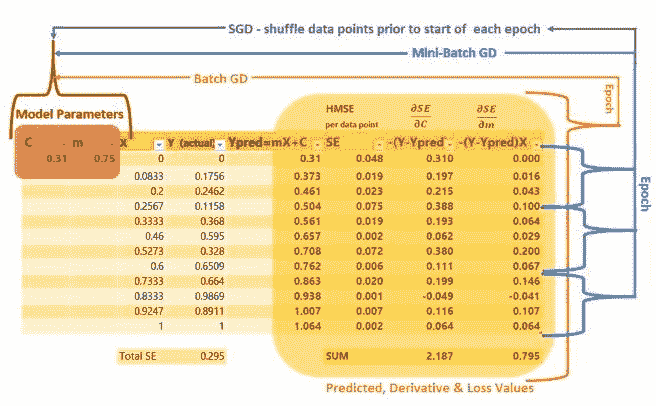 SGD - shuffle data points prior to start of each epoch
Mini-Batch GD
Batch GD
Epoch
Model Parameters
HMSE ∂SE ∂SE
per data point ∂C ∂m
C m X Y (actual) Ypred=mX+C SE -(Y-Ypred -(Y-Ypred)X
0.31 0.75 0 0 0.31 0.048 0.310 0.000
0.0833 0.1756 0.373 0.019 0.197 0.016
0.2 0.2462 0.461 0.023 0.215 0.043
0.2567 0.1158 0.504 0.075 0.388 0.100
0.3333 0.368 0.561 0.019 0.193 0.064
0.46 0.595 0.657 0.002 0.062 0.029
0.5273 0.328 0.708 0.072 0.380 0.200
0.6 0.6509 0.762 0.006 0.111 0.067
0.7333 0.664 0.863 0.020 0.199 0.146
0.8333 0.9869 0.938 0.001 -0.049 -0.041
0.9247 0.8911 1.007 0.007 0.116 0.107
1 1 1.064 0.002 0.064 0.064
Epoch
Total SE 0.295 SUM 2.187 0.795
Predicted, Derivative & Loss Values